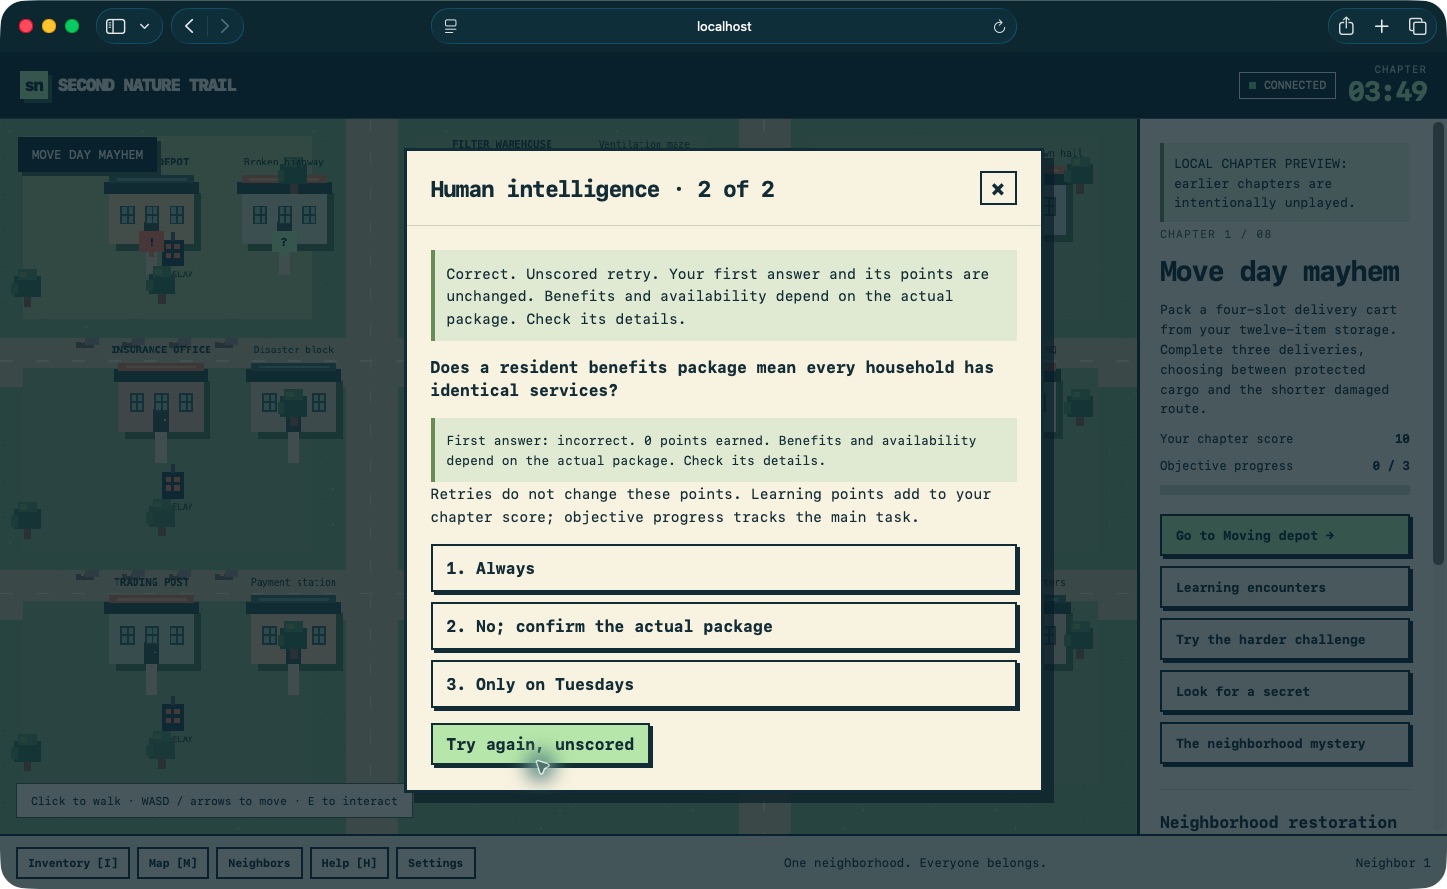 localhost
sn SECOND NATURE TRAIL
CONNECTED
CHAPTER
03:49
MOVE DAY MAYHEM
DEPOT
Broken highway
FILTER WAREHOUSE
Ventilation maze
INSURANCE OFFICE
Disaster block
TRADING POST
Payment station
Human intelligence · 2 of 2
×
Correct. Unscored retry. Your first answer and its points are
unchanged. Benefits and availability depend on the actual
package. Check its details.
Does a resident benefits package mean every household has
identical services?
First answer: incorrect. 0 points earned. Benefits and availability
depend on the actual package. Check its details.
Retries do not change these points. Learning points add to your
chapter score; objective progress tracks the main task.
1. Always
2. No; confirm the actual package
3. Only on Tuesdays
Try again, unscored
LOCAL CHAPTER PREVIEW:
earlier chapters are
intentionally unplayed.
CHAPTER 1 / 08
Move day mayhem
Pack a four-slot delivery cart
from your twelve-item storage.
Complete three deliveries,
choosing between protected
cargo and the shorter damaged
route.
Your chapter score 10
Objective progress 0 / 3
Go to Moving depot →
Learning encounters
Try the harder challenge
Look for a secret
The neighborhood mystery
Neighborhood restoration
Click to walk · WASD / arrows to move · E to interact
Inventory [I]
Map [M]
Neighbors
Help [H]
Settings
One neighborhood. Everyone belongs.
Neighbor 1